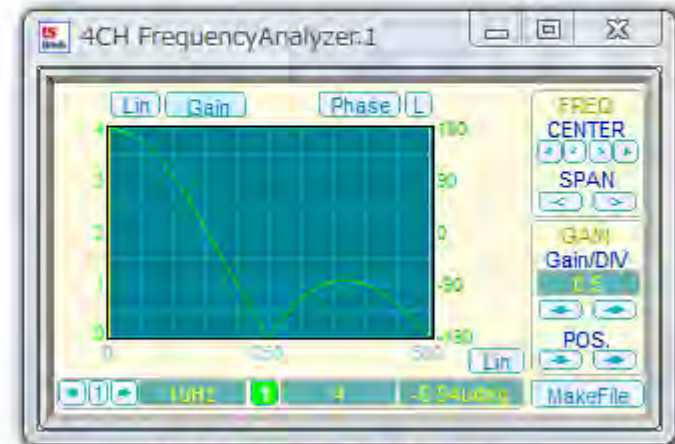 4CH FrequencyAnalyzer.1
Lin Gain Phase L
FREQ
CENTER
SPAN
GAIN
Gain/DIV
0.5
POS.
4
3
2
1
0
180
90
0
-90
-180
0 250 500
Lin
1 10Hz 1 4
MakeFile